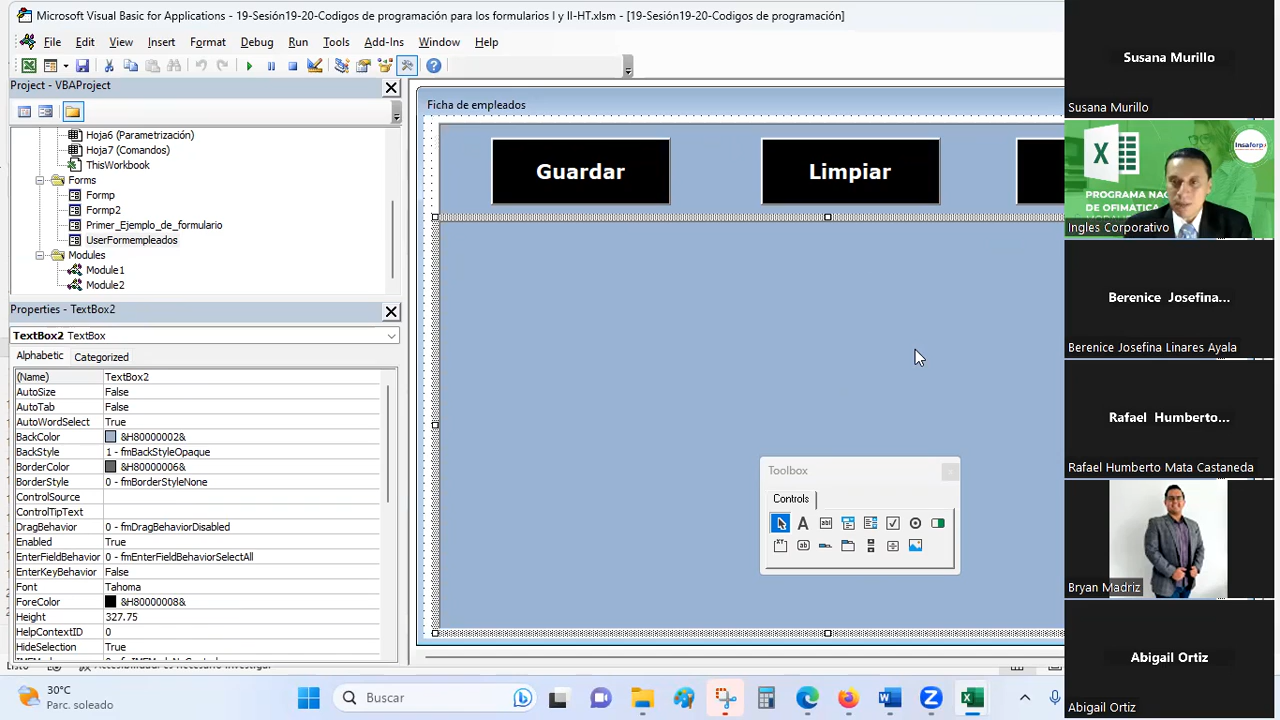 Microsoft Visual Basic for Applications - 19-Sesión19-20-Codigos de programación para los formularios I y II-HT.xlsm - [19-Sesión19-20-Codigos de programación]
File Edit View Insert Format Debug Run Tools Add-Ins Window Help
Project - VBAProject
Hoja6 (Parametrización)
Hoja7 (Comandos)
ThisWorkbook
Forms
Formp
Formp2
Primer_Ejemplo_de_formulario
UserFormempleados
Modules
Module1
Module2
Properties - TextBox2
TextBox2 TextBox
Alphabetic Categorized
(Name) TextBox2
AutoSize False
AutoTab False
AutoWordSelect True
BackColor &H80000002&
BackStyle 1 - fmBackStyleOpaque
BorderColor &H80000006&
BorderStyle 0 - fmBorderStyleNone
ControlSource
ControlTipText
DragBehavior 0 - fmDragBehaviorDisabled
Enabled True
EnterFieldBehavior 0 - fmEnterFieldBehaviorSelectAll
EnterKeyBehavior False
Font Tahoma
ForeColor &H80000008&
Height 327.75
HelpContextID 0
HideSelection True
Ficha de empleados
Guardar
Limpiar
Toolbox
Controls
Susana Murillo
Susana Murillo
Insaforp
PROGRAMA NAC
DE OFIMATICA
Ingles Corporativo
Berenice Josefina...
Berenice Josefina Linares Ayala
Rafael Humberto...
Rafael Humberto Mata Castaneda
Bryan Madriz
Abigail Ortiz
Abigail Ortiz
30°C
Parc. soleado
Buscar